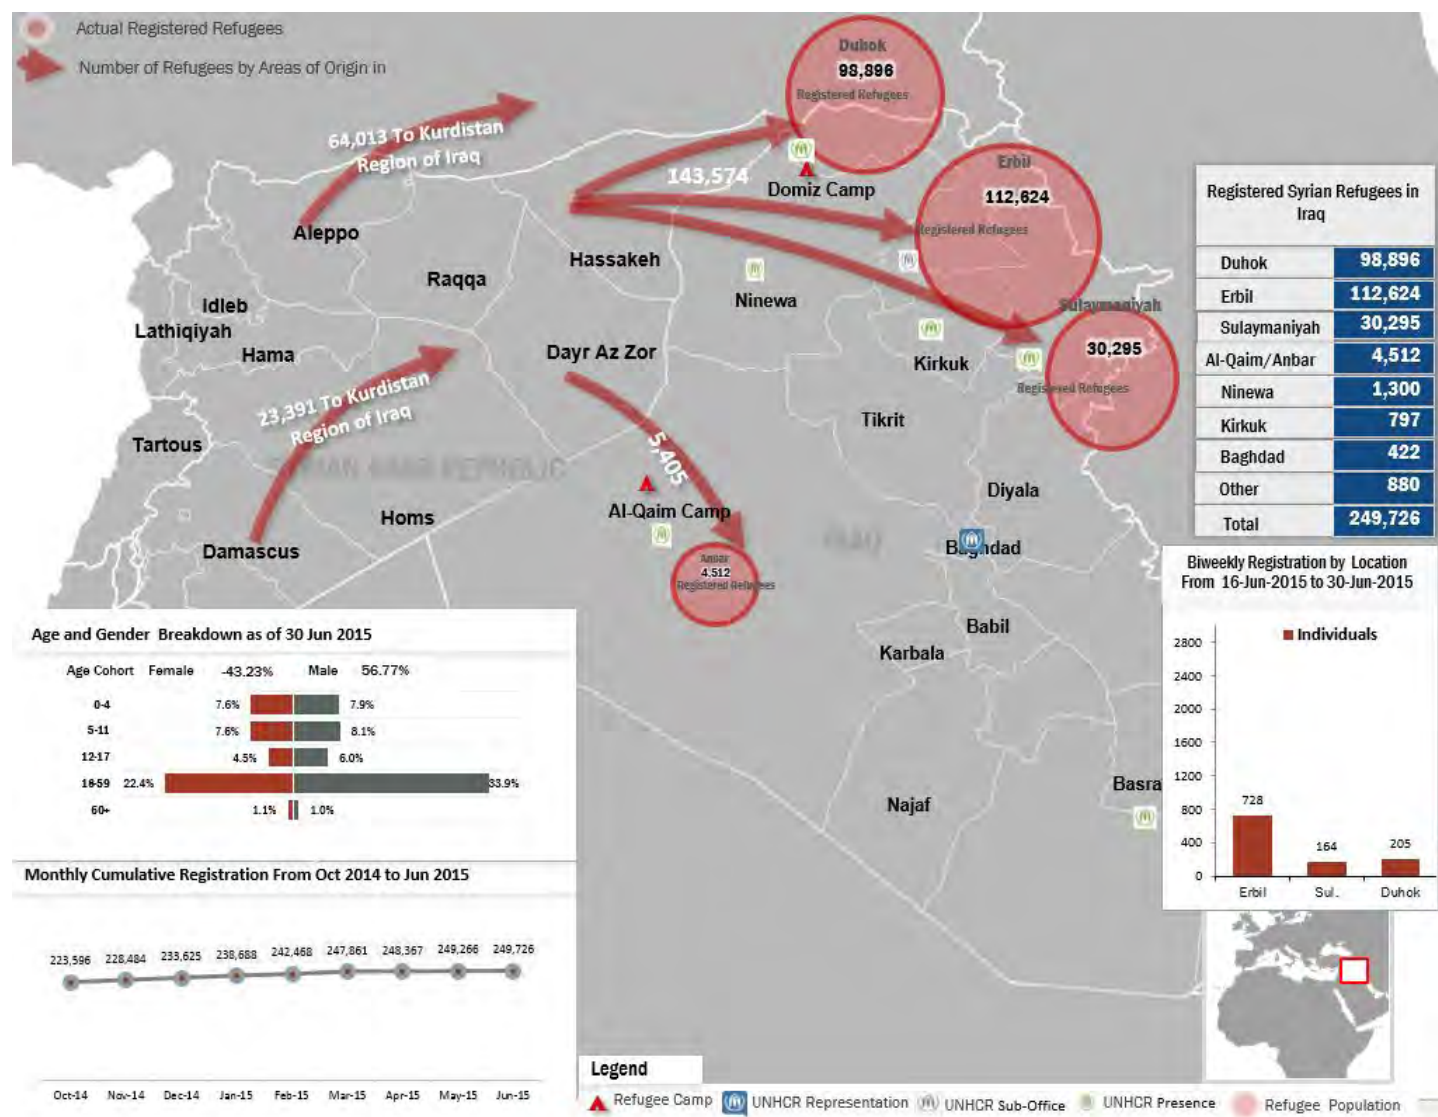 Actual Registered Refugees
Number of Refugees by Areas of Origin in
64,013 To Kurdistan
Region of Iraq
143,574
Duhok
98,896
Registered Refugees
Domiz Camp
Erbil
112,624
Registered Refugees
Aleppo
Raqqa
Hassakeh
Ninewa
Idleb
Lathiqiyah
Hama
Dayr Az Zor
Kirkuk
Sulaymaniyah
30,295
Registered Refugees
23,391 To Kurdistan
Region of Iraq
Tikrit
Tartous
SYRIAN ARAB REPUBLIC
5,405
Homs
Al-Qaim Camp
Diyala
IRAQ
Damascus
Baghdad
Anbar
4,512
Registered Refugees
Babil
Karbala
Najaf
Basra
Registered Syrian Refugees in
Iraq
Duhok 98,896
Erbil 112,624
Sulaymaniyah 30,295
Al-Qaim/Anbar 4,512
Ninewa 1,300
Kirkuk 797
Baghdad 422
Other 880
Total 249,726
Biweekly Registration by Location
From 16-Jun-2015 to 30-Jun-2015
Individuals
2800
2400
2000
1600
1200
800
400
0
728
164
205
Erbil Sul. Duhok
Age and Gender Breakdown as of 30 Jun 2015
Age Cohort Female -43.23% Male 56.77%
0-4 7.6% 7.9%
5-11 7.6% 8.1%
12-17 4.5% 6.0%
18-59 22.4% 33.9%
60+ 1.1% 1.0%
Monthly Cumulative Registration From Oct 2014 to Jun 2015
223,596 228,484 233,625 238,688 242,468 247,861 248,367 249,266 249,726
Oct-14 Nov-14 Dec-14 Jan-15 Feb-15 Mar-15 Apr-15 May-15 Jun-15
Legend
Refugee Camp UNHCR Representation UNHCR Sub-Office UNHCR Presence Refugee Population